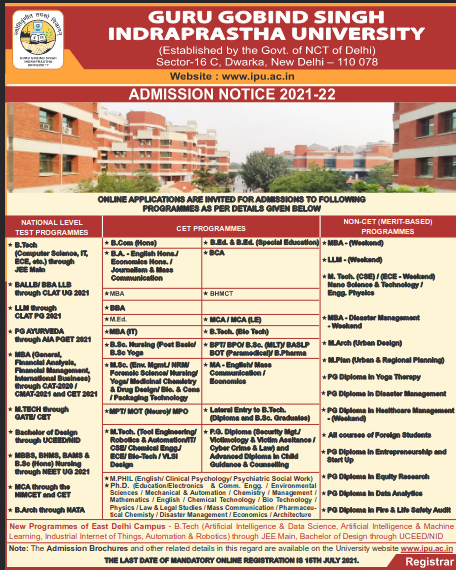 GURU GOBIND SINGH
INDRAPRASTHA UNIVERSITY
(Established by the Govt. of NCT of Delhi)
Sector-16 C, Dwarka, New Delhi – 110 078
GURU GOBIND SINGH
INDRAPRASTHA
UNIVERSITY
Website : www.ipu.ac.in
ADMISSION NOTICE 2021-22
ONLINE APPLICATIONS ARE INVITED FOR ADMISSIONS TO FOLLOWING
PROGRAMMES AS PER DETAILS GIVEN BELOW
NATIONAL LEVEL
TEST PROGRAMMES
★ B.Tech
(Computer Science, IT,
ECE, etc.) through
JEE Main
★ BALLB/ BBA LLB
through CLAT UG 2021
★ LLM through
CLAT PG 2021
★ PG AYURVEDA
through AIA PGET 2021
★ MBA (General,
Financial Analysis,
Financial Management,
International Business)
through CAT-2020 /
CMAT-2021 and CET 2021
★ M.TECH through
GATE/ CET
★ Bachelor of Design
through UCEED/NID
★ MBBS, BHMS, BAMS &
B.Sc (Hons) Nursing
through NEET UG 2021
★ MCA through the
NIMCET and CET
★ B.Arch through NATA
CET PROGRAMMES
★ B.Com (Hons)
★ B.Ed. & B.Ed. (Special Education)
★ B.A. - English Hons./
Economics Hons. /
Journalism & Mass
Communication
★ BCA
★ MBA
★ BHMCT
★ BBA
★ M.Ed.
★ MCA / MCA (LE)
★ MBA (IT)
★ B.Tech. (Bio Tech)
★ B.Sc. Nursing (Post Basic/
B.Sc Yoga
★ BPT/ BPO/ B.Sc. (MLT)/ BASLP
BOT (Paramedical)/ B.Pharma
★ M.Sc. (Env. Mgmt./ NRM/
Forensic Science/ Nursing/
Yoga/ Medicinal Chemistry
& Drug Design/ Bio. & Cons
/ Packaging Technology
★ MA - English/ Mass
Communication /
Economics
★ MPT/ MOT (Neuro)/ MPO
★ Lateral Entry to B.Tech.
(Diploma and B.Sc. Graduates)
★ M.Tech. (Tool Engineering/
Robotics & Automation/IT/
CSE/ Chemical Engg./
ECE/ Bio-Tech / VLSI
Design
★ P.G. Diploma (Security Mgt./
Victimology & Victim Assitance /
Cyber Crime & Law) and
Advanced Diploma in Child
Guidance & Counselling
★ M.PHIL (English/ Clinical Psychology/ Psychiatric Social Work)
★ Ph.D. (Education/Electronics & Comm. Engg. / Environmental
Sciences / Mechanical & Automation / Chemistry / Management /
Mathematics / English / Chemical Technology / Bio Technology /
Physics / Law & Legal Studies / Mass Communication / Pharmaceu-
tical Chemisty / Disaster Management / Economics / Architecture
NON-CET (MERIT-BASED)
PROGRAMMES
★ MBA - (Weekend)
★ LLM - (Weekend)
★ M. Tech. (CSE) / (ECE - Weekend)
Nano Science & Technology /
Engg. Physics
★ MBA - Disaster Management
- Weekend
★ M.Arch (Urban Design)
★ M.Plan (Urban & Regional Planning)
★ PG Diploma in Yoga Therapy
★ PG Diploma in Disaster Management
★ PG Diploma in Healthcare Management
- (Weekend)
★ All courses of Foreign Students
★ PG Diploma in Entrepreneurship and
Start Up
★ PG Diploma in Equity Research
★ PG Diploma in Data Analytics
★ PG Diploma in Fire & Life Safety Audit
New Programmes of East Delhi Campus - B.Tech (Artificial Intelligence & Data Science, Artificial Intelligence & Machine
Learning, Industrial Internet of Things, Automation & Robotics) through JEE Main, Bachelor of Design through UCEED/NID
Note: The Admission Brochures and other related details in this regard are available on the University website www.ipu.ac.in
THE LAST DATE OF MANDATORY ONLINE REGISTRATION IS 15TH JULY 2021.
Registrar